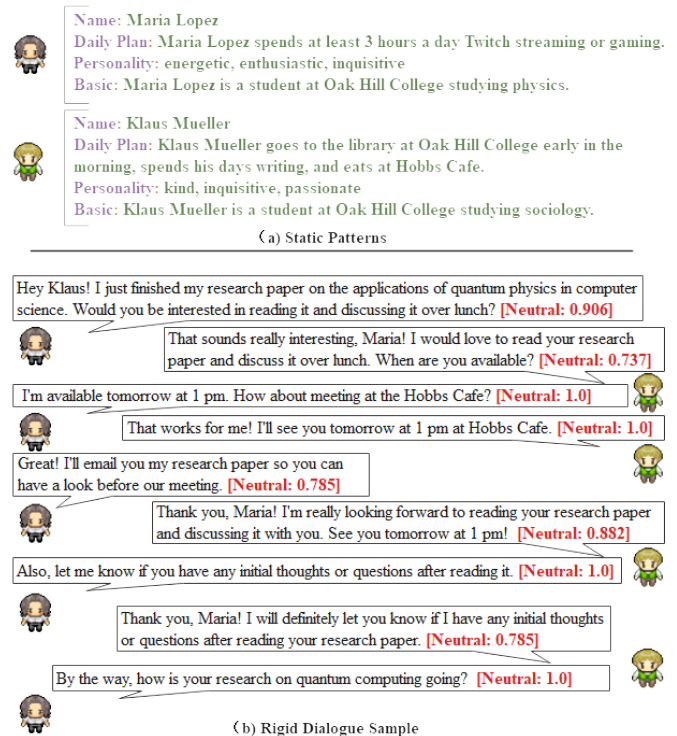 Name: Maria Lopez
Daily Plan: Maria Lopez spends at least 3 hours a day Twitch streaming or gaming.
Personality: energetic, enthusiastic, inquisitive
Basic: Maria Lopez is a student at Oak Hill College studying physics.
Name: Klaus Mueller
Daily Plan: Klaus Mueller goes to the library at Oak Hill College early in the
morning, spends his days writing, and eats at Hobbs Cafe.
Personality: kind, inquisitive, passionate
Basic: Klaus Mueller is a student at Oak Hill College studying sociology.
(a) Static Patterns
Hey Klaus! I just finished my research paper on the applications of quantum physics in computer
science. Would you be interested in reading it and discussing it over lunch? [Neutral: 0.906]
That sounds really interesting, Maria! I would love to read your research
paper and discuss it over lunch. When are you available? [Neutral: 0.737]
I'm available tomorrow at 1 pm. How about meeting at the Hobbs Cafe? [Neutral: 1.0]
That works for me! I'll see you tomorrow at 1 pm at Hobbs Cafe. [Neutral: 1.0]
Great! I'll email you my research paper so you can
have a look before our meeting. [Neutral: 0.785]
Thank you, Maria! I'm really looking forward to reading your research paper
and discussing it with you. See you tomorrow at 1 pm! [Neutral: 0.882]
Also, let me know if you have any initial thoughts or questions after reading it. [Neutral: 1.0]
Thank you, Maria! I will definitely let you know if I have any initial thoughts
or questions after reading your research paper. [Neutral: 0.785]
By the way, how is your research on quantum computing going? [Neutral: 1.0]
(b) Rigid Dialogue Sample